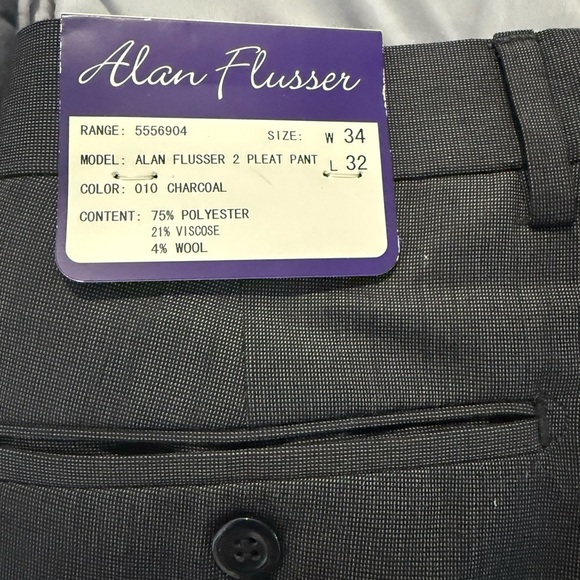 Alan Flusser
RANGE: 5556904 SIZE: W 34
MODEL: ALAN FLUSSER 2 PLEAT PANT L 32
COLOR: 010 CHARCOAL
CONTENT: 75% POLYESTER
21% VISCOSE
4% WOOL